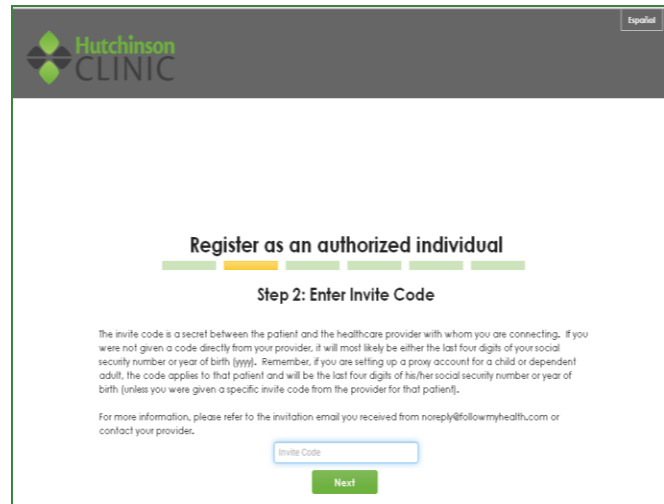 Español
Hutchinson
CLINIC
Register as an authorized individual
Step 2: Enter Invite Code
The invite code is a secret between the patient and the healthcare provider with whom you are connecting. If you
were not given a code directly from your provider, it will most likely be either the last four digits of your social
security number or year of birth (yyyy). Remember, if you are setting up a proxy account for a child or dependent
adult, the code applies to that patient and will be the last four digits of his/her social security number or year of
birth (unless you were given a specific invite code from the provider for that patient).
For more information, please refer to the invitation email you received from noreply@followmyhealth.com or
contact your provider.
Invite Code
Next